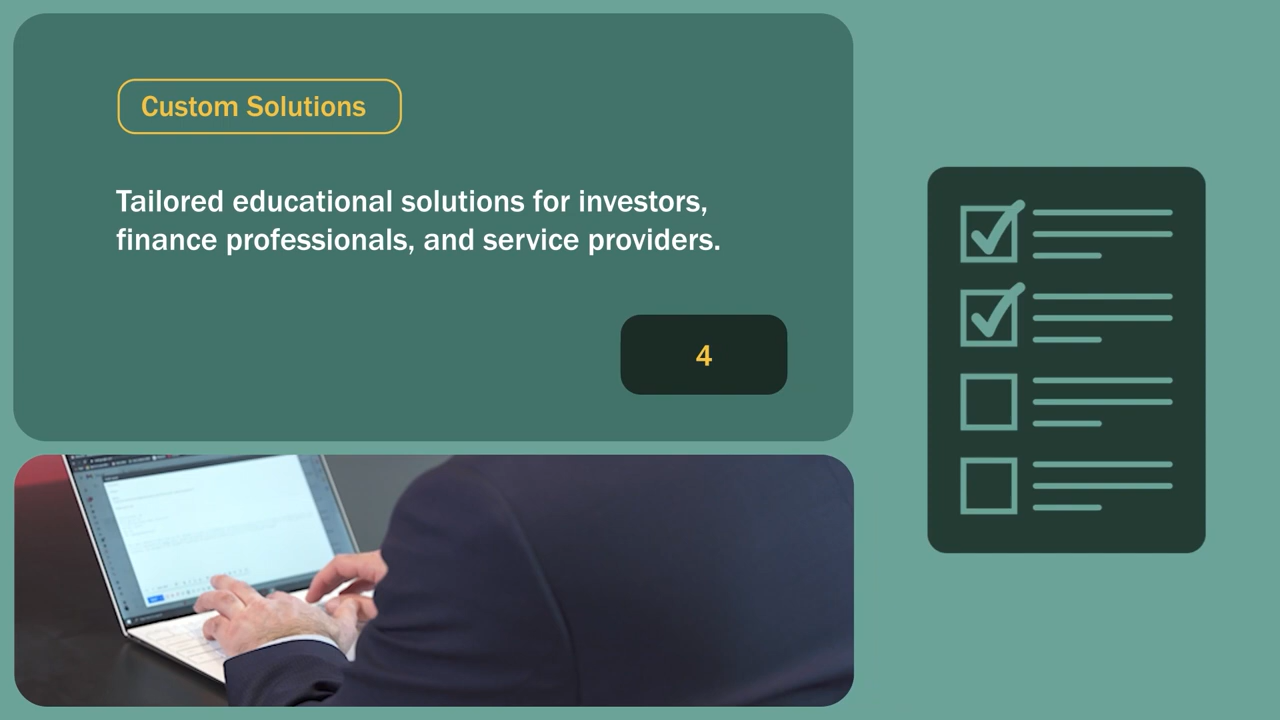 Custom Solutions
Tailored educational solutions for investors,
finance professionals, and service providers.
4